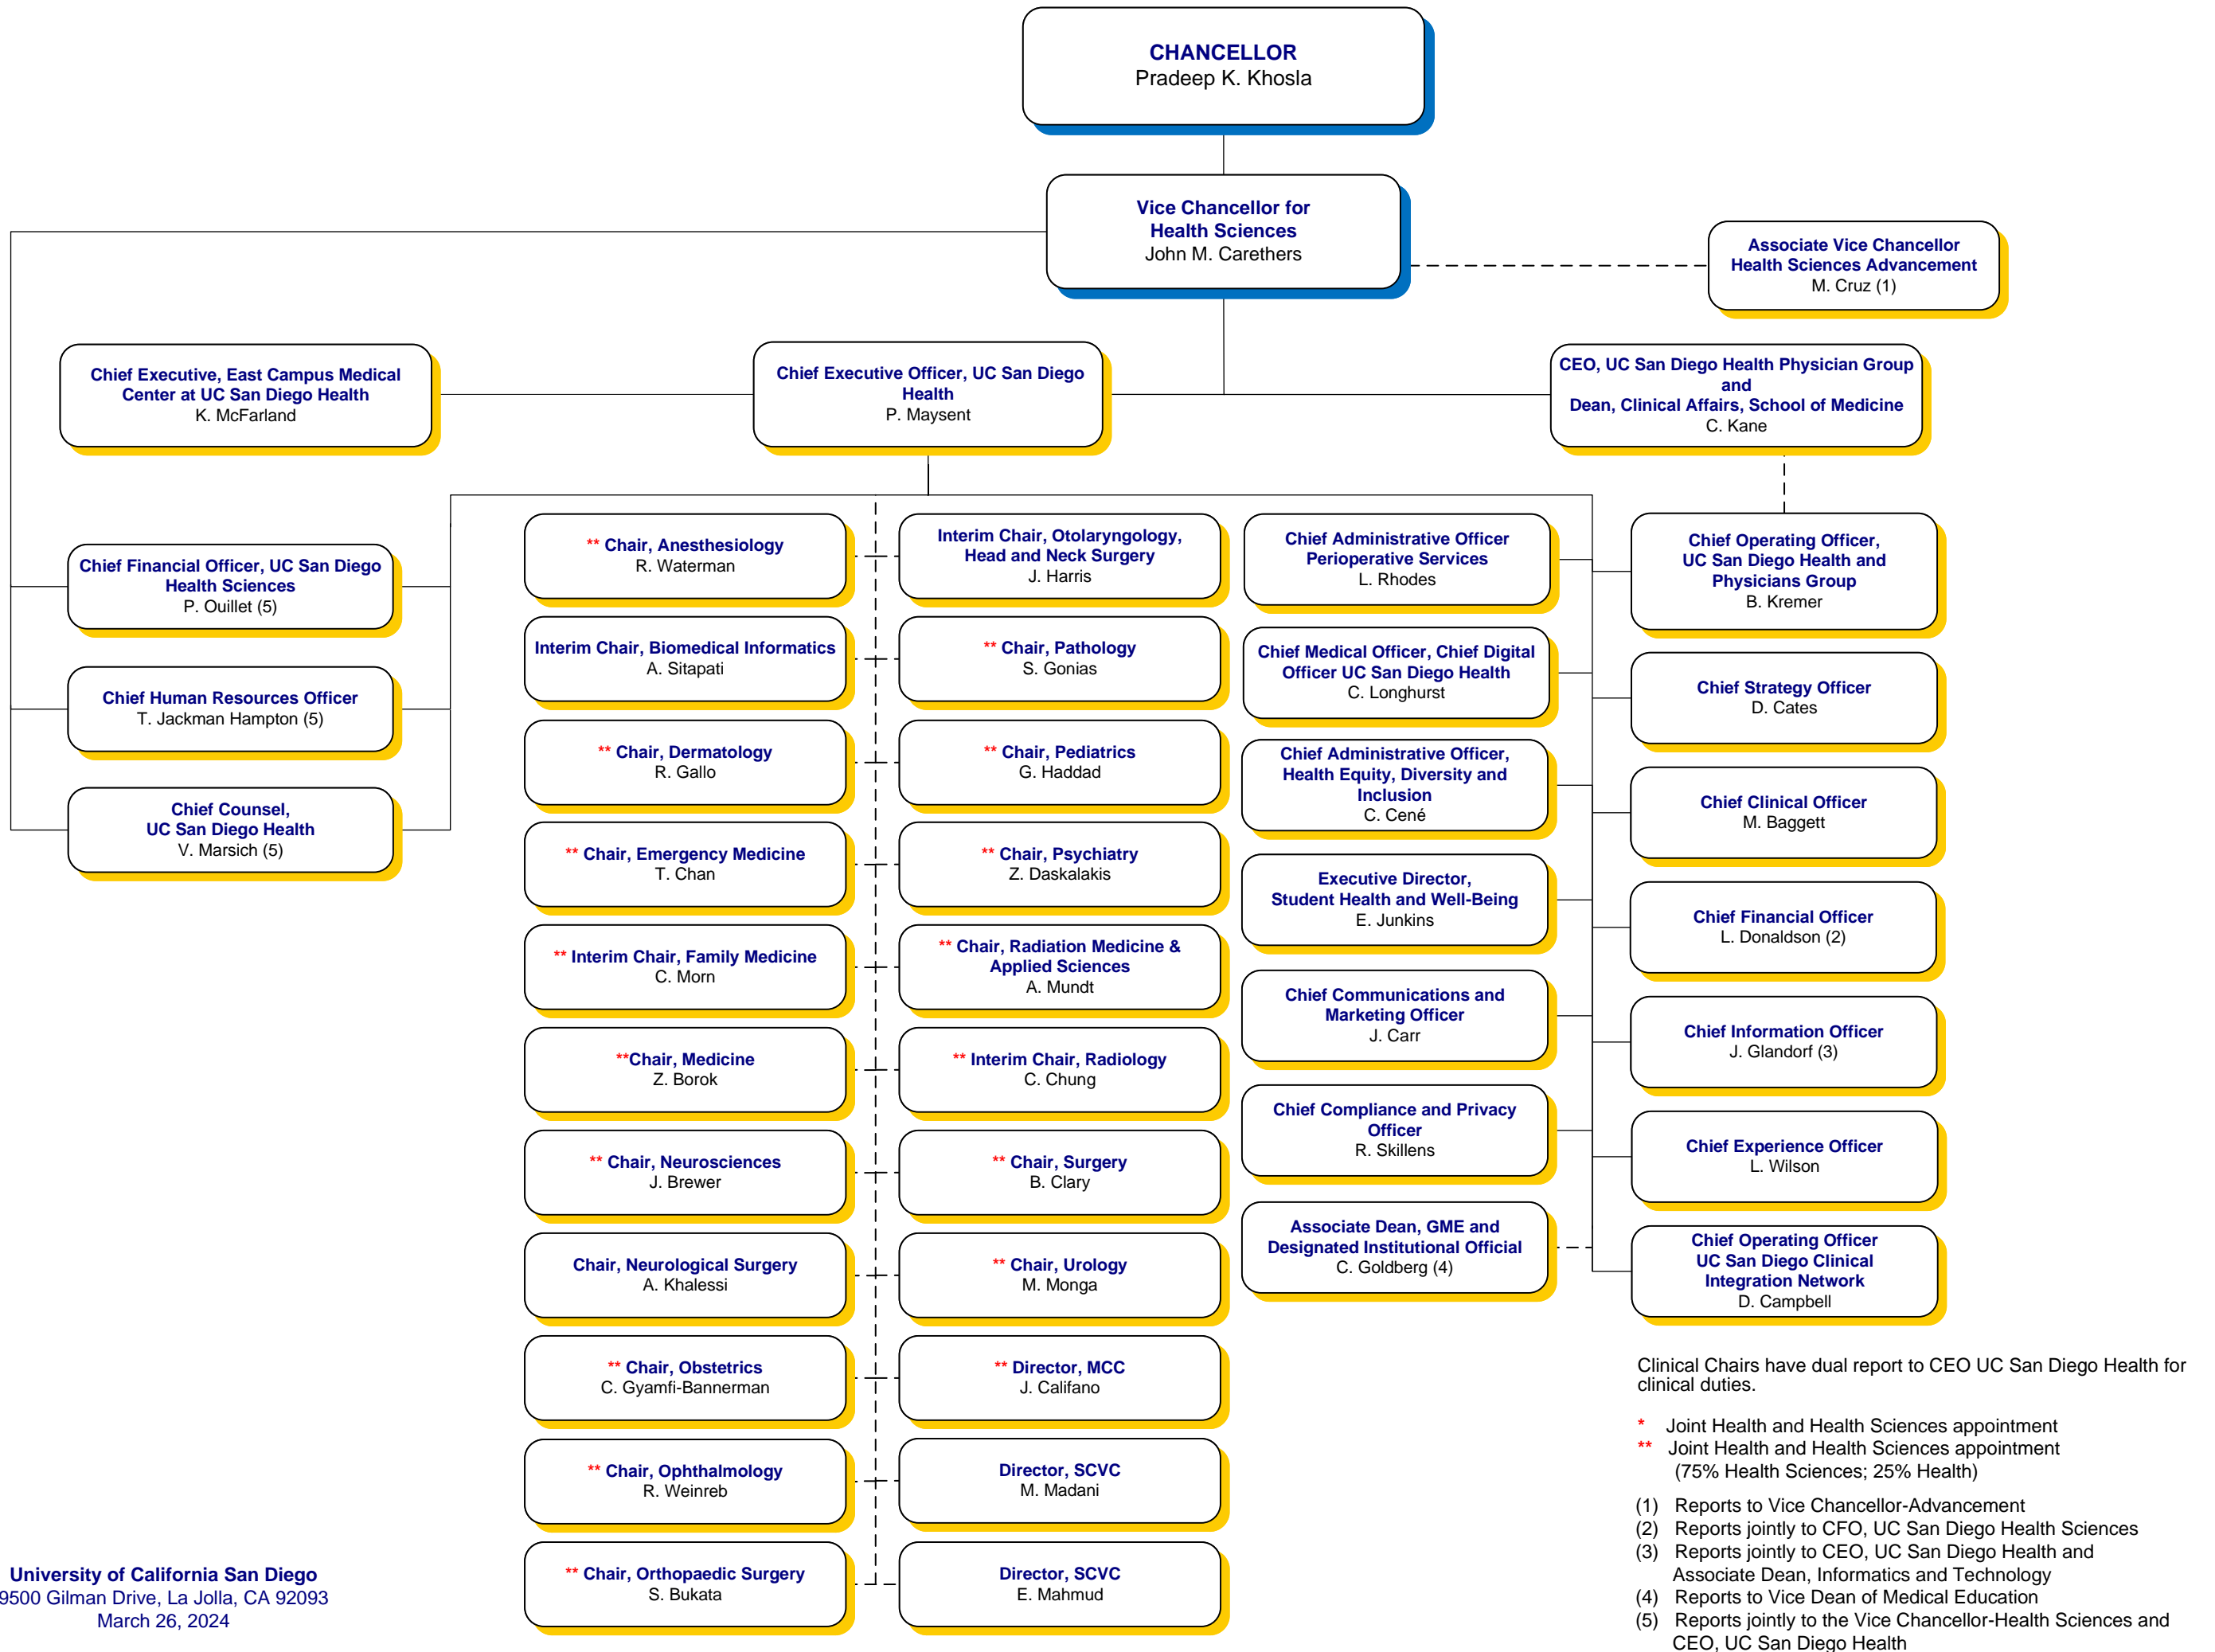 CHANCELLOR
Pradeep K. Khosla
Vice Chancellor for
Health Sciences
John M. Carethers
Associate Vice Chancellor
Health Sciences Advancement
M. Cruz (1)
Chief Executive, East Campus Medical
Center at UC San Diego Health
K. McFarland
Chief Executive Officer, UC San Diego
Health
P. Maysent
CEO, UC San Diego Health Physician Group
and
Dean, Clinical Affairs, School of Medicine
C. Kane
Chief Financial Officer, UC San Diego
Health Sciences
P. Ouillet (5)
Chief Human Resources Officer
T. Jackman Hampton (5)
Chief Counsel,
UC San Diego Health
V. Marsich (5)
** Chair, Anesthesiology
R. Waterman
Interim Chair, Biomedical Informatics
A. Sitapati
** Chair, Dermatology
R. Gallo
** Chair, Emergency Medicine
T. Chan
** Interim Chair, Family Medicine
C. Morn
**Chair, Medicine
Z. Borok
** Chair, Neurosciences
J. Brewer
Chair, Neurological Surgery
A. Khalessi
** Chair, Obstetrics
C. Gyamfi-Bannerman
** Chair, Ophthalmology
R. Weinreb
** Chair, Orthopaedic Surgery
S. Bukata
Interim Chair, Otolaryngology,
Head and Neck Surgery
J. Harris
** Chair, Pathology
S. Gonias
** Chair, Pediatrics
G. Haddad
** Chair, Psychiatry
Z. Daskalakis
** Chair, Radiation Medicine &
Applied Sciences
A. Mundt
** Interim Chair, Radiology
C. Chung
** Chair, Surgery
B. Clary
** Chair, Urology
M. Monga
** Director, MCC
J. Califano
Director, SCVC
M. Madani
Director, SCVC
E. Mahmud
Chief Administrative Officer
Perioperative Services
L. Rhodes
Chief Medical Officer, Chief Digital
Officer UC San Diego Health
C. Longhurst
Chief Administrative Officer,
Health Equity, Diversity and
Inclusion
C. Cené
Executive Director,
Student Health and Well-Being
E. Junkins
Chief Communications and
Marketing Officer
J. Carr
Chief Compliance and Privacy
Officer
R. Skillens
Associate Dean, GME and
Designated Institutional Official
C. Goldberg (4)
Chief Operating Officer,
UC San Diego Health and
Physicians Group
B. Kremer
Chief Strategy Officer
D. Cates
Chief Clinical Officer
M. Baggett
Chief Financial Officer
L. Donaldson (2)
Chief Information Officer
J. Glandorf (3)
Chief Experience Officer
L. Wilson
Chief Operating Officer
UC San Diego Clinical
Integration Network
D. Campbell
Clinical Chairs have dual report to CEO UC San Diego Health for
clinical duties.
* Joint Health and Health Sciences appointment
** Joint Health and Health Sciences appointment
(75% Health Sciences; 25% Health)
(1) Reports to Vice Chancellor-Advancement
(2) Reports jointly to CFO, UC San Diego Health Sciences
(3) Reports jointly to CEO, UC San Diego Health and
Associate Dean, Informatics and Technology
(4) Reports to Vice Dean of Medical Education
(5) Reports jointly to the Vice Chancellor-Health Sciences and
CEO, UC San Diego Health
University of California San Diego
9500 Gilman Drive, La Jolla, CA 92093
March 26, 2024